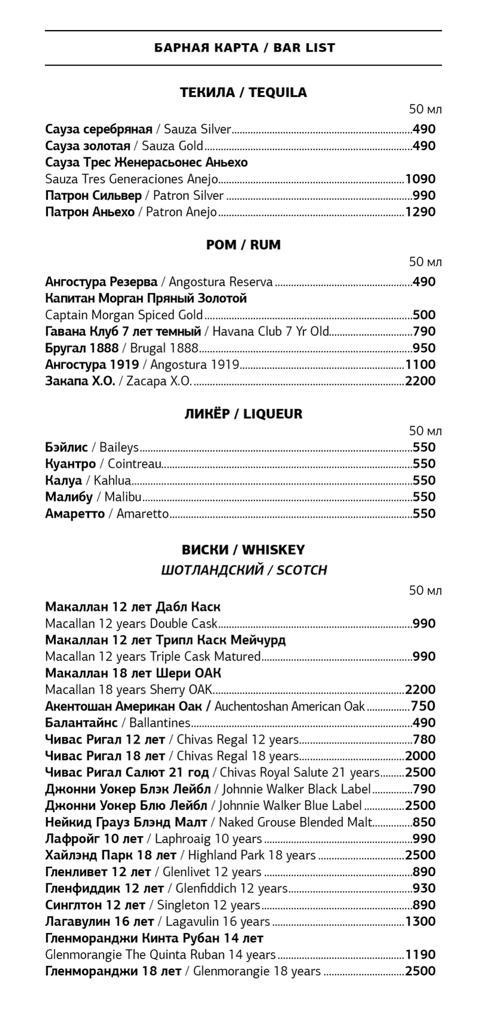 БАРНАЯ КАРТА / BAR LIST
ТЕКИЛА / TEQUILA
50 мл
Сауза серебряная / Sauza Silver....490
Сауза золотая / Sauza Gold....490
Сауза Трес Женерасьонес Аньехо
Sauza Tres Generaciones Anejo....1090
Патрон Сильвер / Patron Silver....990
Патрон Аньехо / Patron Anejo....1290
РОМ / RUM
50 мл
Ангостура Резерва / Angostura Reserva....490
Капитан Морган Пряный Золотой
Captain Morgan Spiced Gold....500
Гавана Клуб 7 лет темный / Havana Club 7 Yr Old....790
Бругал 1888 / Brugal 1888....950
Ангостура 1919 / Angostura 1919....1100
Закапа Х.О. / Zacapa X.O.....2200
ЛИКЁР / LIQUEUR
50 мл
Бэйлис / Baileys....550
Куантро / Cointreau....550
Калуа / Kahlua....550
Малибу / Malibu....550
Амаретто / Amaretto....550
ВИСКИ / WHISKEY
ШОТЛАНДСКИЙ / SCOTCH
50 мл
Макаллан 12 лет Дабл Каск
Macallan 12 years Double Cask....990
Макаллан 12 лет Трипл Каск Мейчурд
Macallan 12 years Triple Cask Matured....990
Макаллан 18 лет Шери ОАК
Macallan 18 years Sherry OAK....2200
Акентошан Американ Оак / Auchentoshan American Oak....750
Балантайнс / Ballantines....490
Чивас Ригал 12 лет / Chivas Regal 12 years....780
Чивас Ригал 18 лет / Chivas Regal 18 years....2000
Чивас Ригал Салют 21 год / Chivas Royal Salute 21 years....2500
Джонни Уокер Блэк Лейбл / Johnnie Walker Black Label....790
Джонни Уокер Блю Лейбл / Johnnie Walker Blue Label....2500
Нейкид Грауз Блэнд Малт / Naked Grouse Blended Malt....850
Лафройг 10 лет / Laphroaig 10 years....990
Хайлэнд Парк 18 лет / Highland Park 18 years....2500
Гленливет 12 лет / Glenlivet 12 years....890
Гленфиддик 12 лет / Glenfiddich 12 years....930
Синглтон 12 лет / Singleton 12 years....890
Лагавулин 16 лет / Lagavulin 16 years....1300
Гленморанджи Кинта Рубан 14 лет
Glenmorangie The Quinta Ruban 14 years....1190
Гленморанджи 18 лет / Glenmorangie 18 years....2500